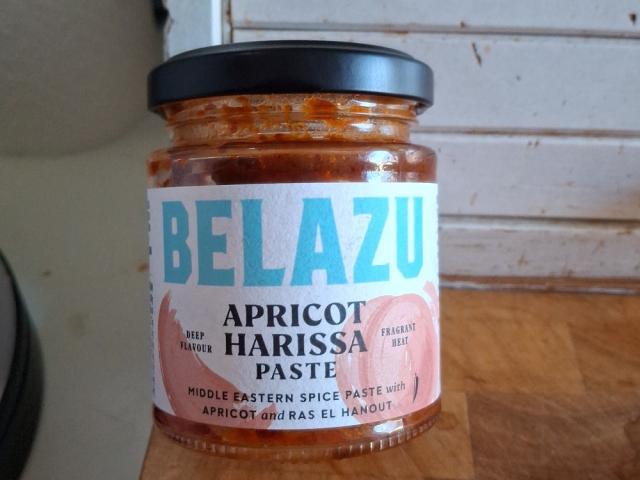 BELAZU
APRICOT
HARISSA
PASTE
DEEP
FLAVOUR
FRAGRANT
HEAT
MIDDLE EASTERN SPICE PASTE with
APRICOT and RAS EL HANOUT